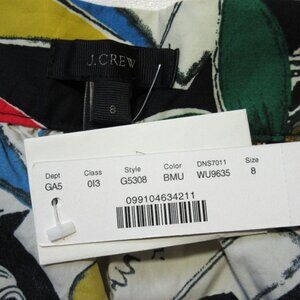 J.CREW
8
Dept Class Style Color DNS7011 Size
GA5 013 G5308 BMU WU9635 8
099104634211